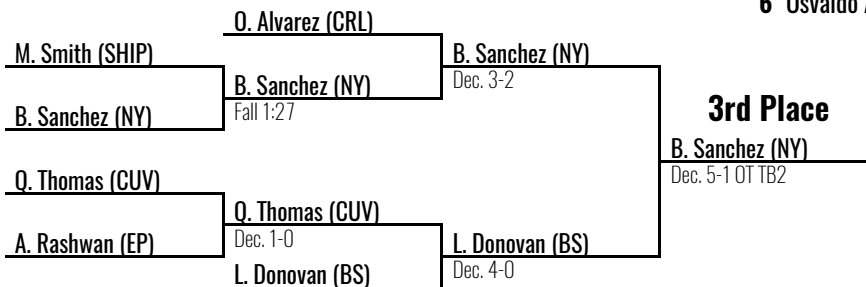 6 Osvaldo
O. Alvarez (CRL)
M. Smith (SHIP)
B. Sanchez (NY)
Dec. 3-2
B. Sanchez (NY)
Fall 1:27
B. Sanchez (NY)
3rd Place
B. Sanchez (NY)
Dec. 5-1 OT TB2
Q. Thomas (CUV)
Q. Thomas (CUV)
Dec. 1-0
A. Rashwan (EP)
L. Donovan (BS)
Dec. 4-0
L. Donovan (BS)